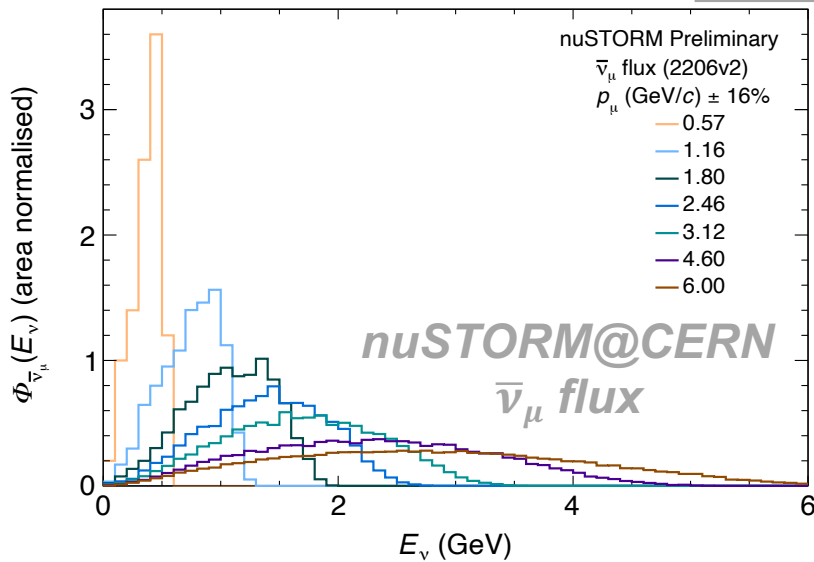 nuSTORM Preliminary
ν̅μ flux (2206v2)
pμ (GeV/c) ± 16%
0.57
1.16
1.80
2.46
3.12
4.60
6.00
nuSTORM@CERN
ν̅μ flux
Φν̅μ(Eν) (area normalised)
3
2
1
0
0 2 4 6
Eν (GeV)